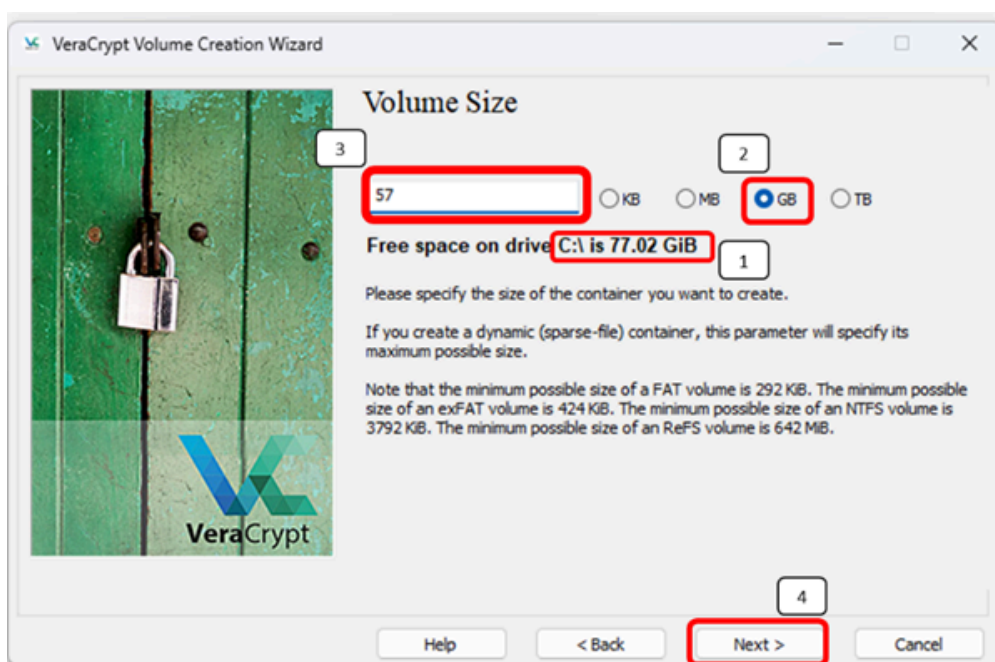 VeraCrypt Volume Creation Wizard
Volume Size
3
2
57
KB
MB
GB
TB
Free space on drive C:\ is 77.02 GiB
1
Please specify the size of the container you want to create.
If you create a dynamic (sparse-file) container, this parameter will specify its
maximum possible size.
Note that the minimum possible size of a FAT volume is 292 KiB. The minimum possible
size of an exFAT volume is 424 KiB. The minimum possible size of an NTFS volume is
3792 KiB. The minimum possible size of an ReFS volume is 642 MiB.
VeraCrypt
4
Help
< Back
Next >
Cancel